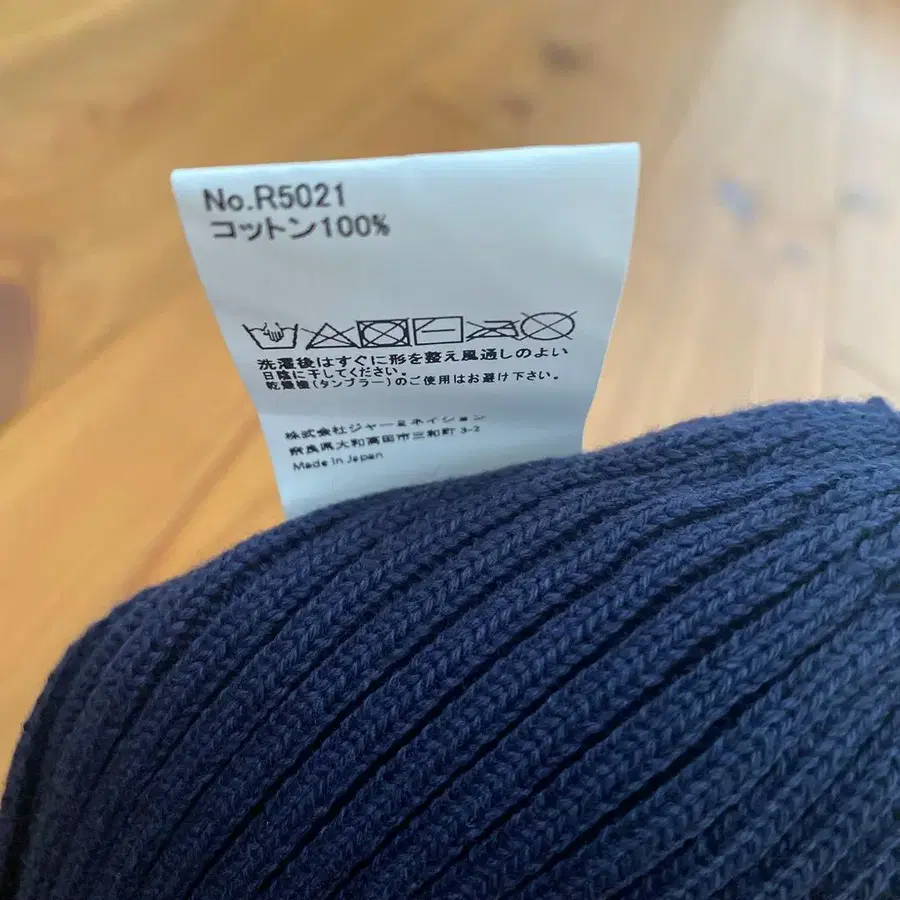 No.R5021
コットン100%
洗濯後はすぐに形を整え風通しのよい
日陰に干してください。
乾燥機(タンブラー)のご使用はお避け下さい。
株式会社ジャーミネイション
奈良県大和高田市三和町 3-2
Made in Japan